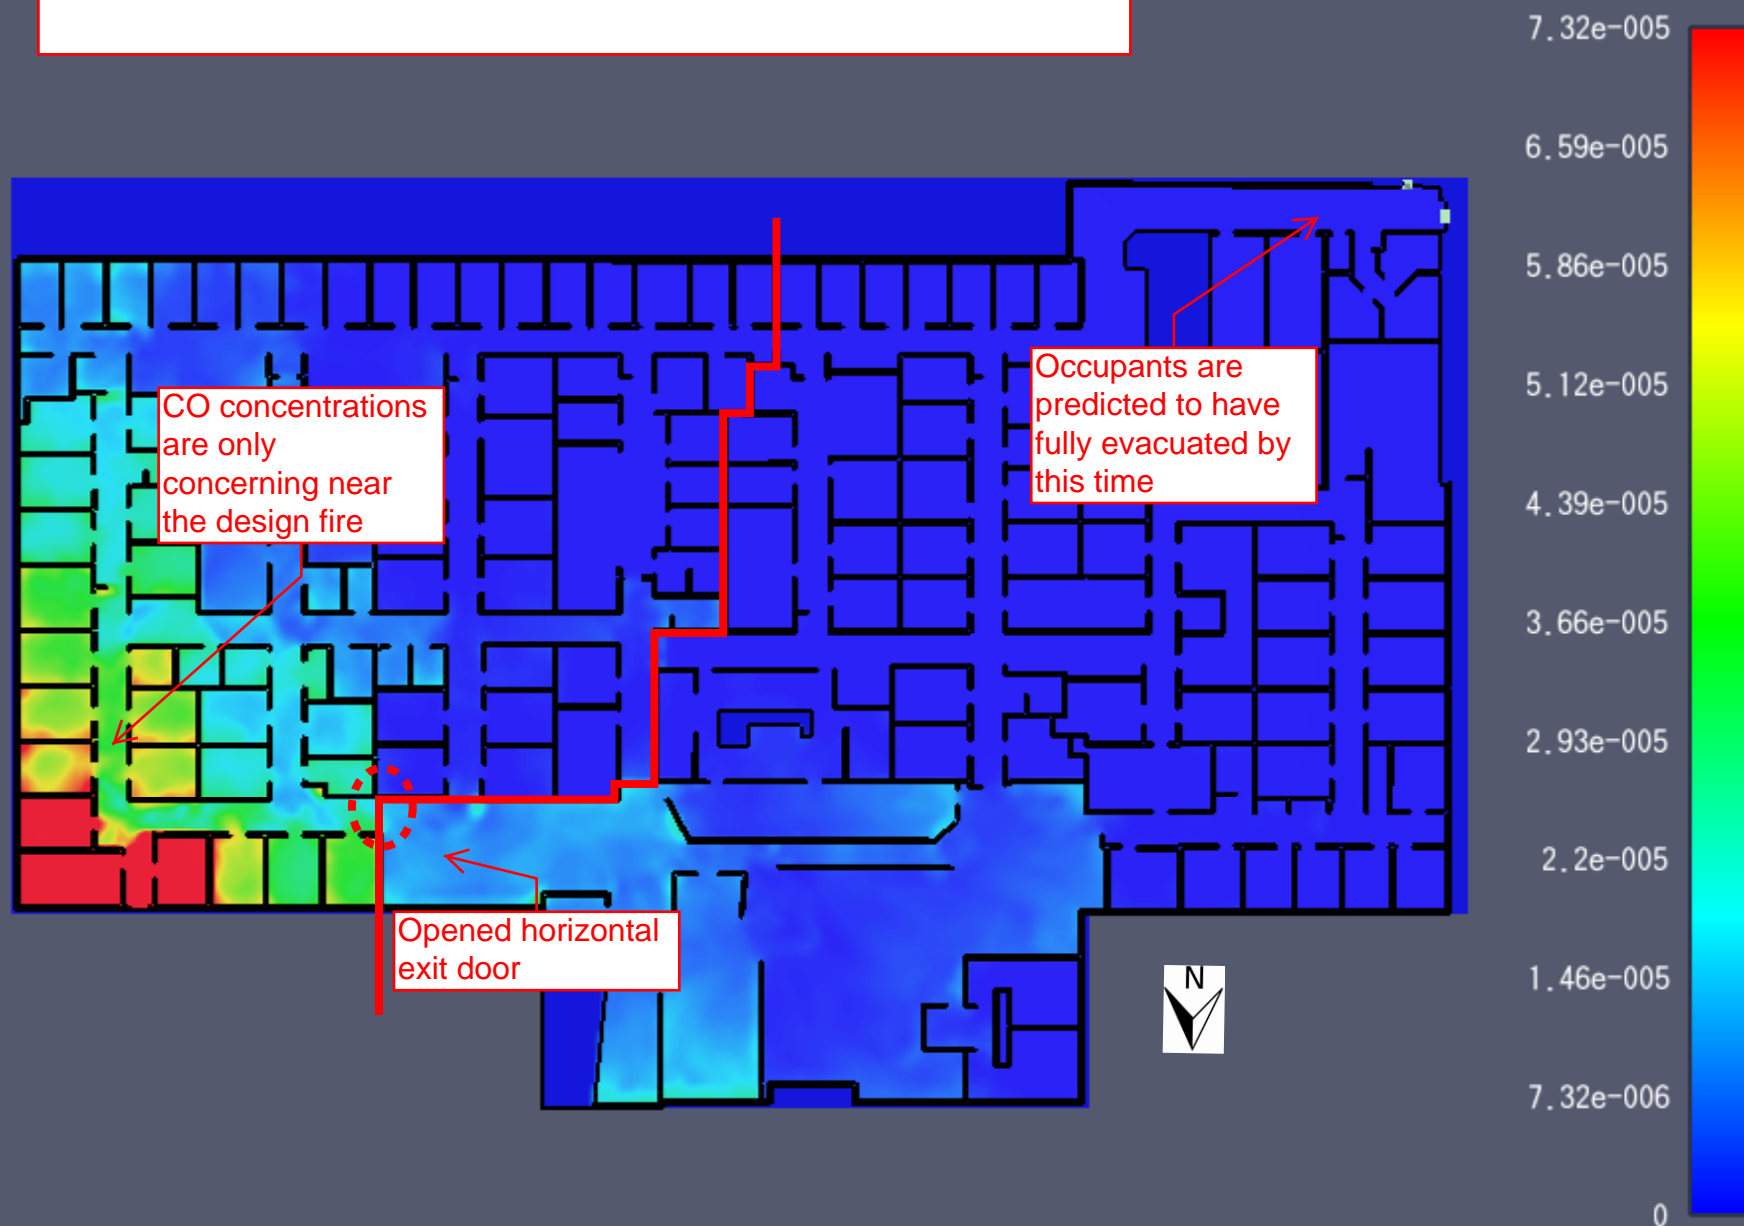 7.32e-005
6.59e-005
5.86e-005
5.12e-005
4.39e-005
3.66e-005
2.93e-005
2.2e-005
1.46e-005
7.32e-006
0
CO concentrations
are only
concerning near
the design fire
Occupants are
predicted to have
fully evacuated by
this time
Opened horizontal
exit door
N